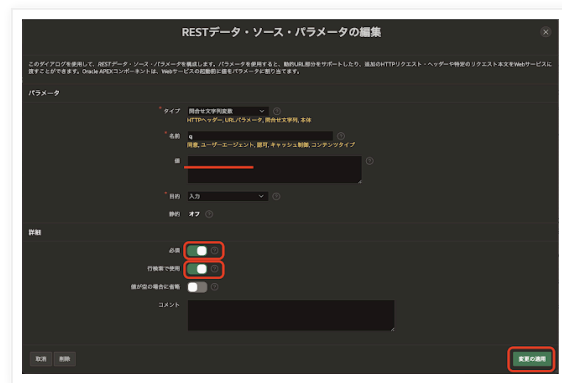 RESTデータ・ソース・パラメータの編集
このダイアログを使用して、RESTデータ・ソース・パラメータを構成します。パラメータを使用すると、動的URL部分をサポートしたり、追加のHTTPリクエスト・ヘッダーや特定のリクエスト本文をWebサービスに
渡すことができます。Oracle APEXコンポーネントは、Webサービスの起動前に値をパラメータに割り当てます。
パラメータ
* タイプ 問合せ文字列変数
HTTPヘッダー, URLパラメータ, 問合せ文字列, 本体
* 名前 q
同意, ユーザーエージェント, 認可, キャッシュ制御, コンテンツタイプ
値
* 目的 入力
静的 オフ
詳細
必須
行検索で使用
値が空の場合に省略
コメント
取消 削除 変更の適用